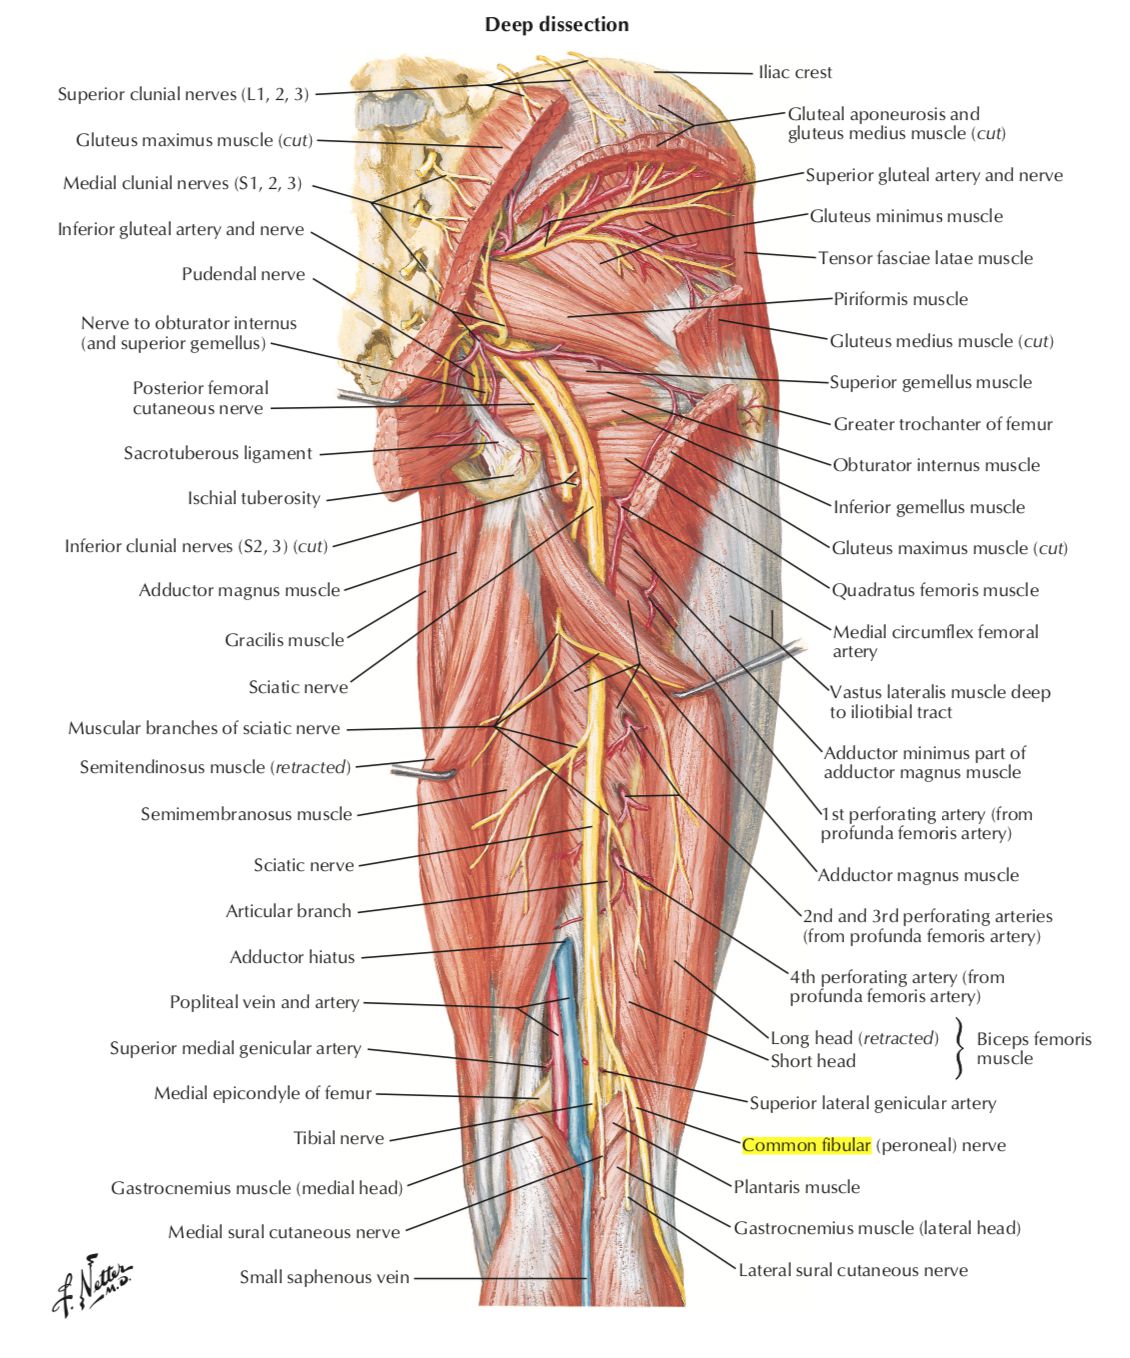 Deep dissection
Superior clunial nerves (L1, 2, 3)
Gluteus maximus muscle (cut)
Medial clunial nerves (S1, 2, 3)
Inferior gluteal artery and nerve
Pudendal nerve
Nerve to obturator internus
(and superior gemellus)
Posterior femoral
cutaneous nerve
Sacrotuberous ligament
Ischial tuberosity
Inferior clunial nerves (S2, 3) (cut)
Adductor magnus muscle
Gracilis muscle
Sciatic nerve
Muscular branches of sciatic nerve
Semitendinosus muscle (retracted)
Semimembranosus muscle
Sciatic nerve
Articular branch
Adductor hiatus
Popliteal vein and artery
Superior medial genicular artery
Medial epicondyle of femur
Tibial nerve
Gastrocnemius muscle (medial head)
Medial sural cutaneous nerve
Small saphenous vein
Iliac crest
Gluteal aponeurosis and
gluteus medius muscle (cut)
Superior gluteal artery and nerve
Gluteus minimus muscle
Tensor fasciae latae muscle
Piriformis muscle
Gluteus medius muscle (cut)
Superior gemellus muscle
Greater trochanter of femur
Obturator internus muscle
Inferior gemellus muscle
Gluteus maximus muscle (cut)
Quadratus femoris muscle
Medial circumflex femoral
artery
Vastus lateralis muscle deep
to iliotibial tract
Adductor minimus part of
adductor magnus muscle
1st perforating artery (from
profunda femoris artery)
Adductor magnus muscle
2nd and 3rd perforating arteries
(from profunda femoris artery)
4th perforating artery (from
profunda femoris artery)
Long head (retracted)
Short head
Biceps femoris
muscle
Superior lateral genicular artery
Common fibular (peroneal) nerve
Plantaris muscle
Gastrocnemius muscle (lateral head)
Lateral sural cutaneous nerve
F. Netter
M.D.